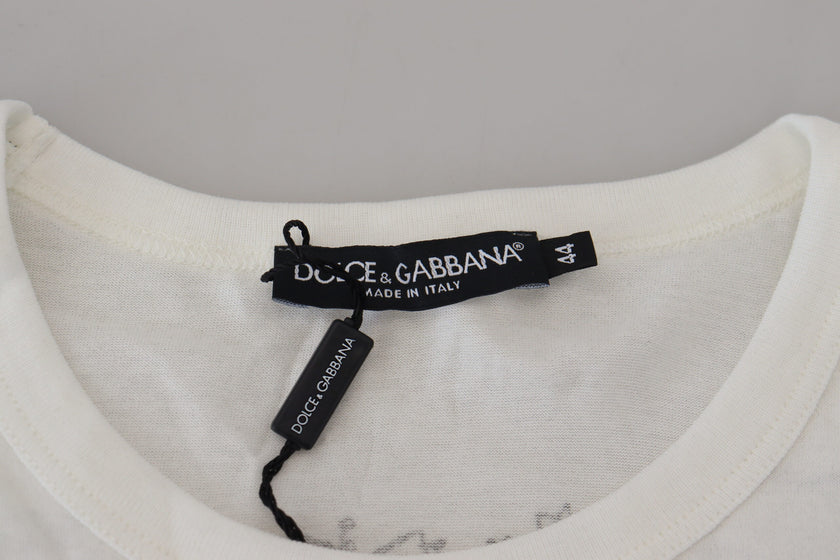 DOLCE & GABBANA®
MADE IN ITALY
44
DOLCE & GABBANA